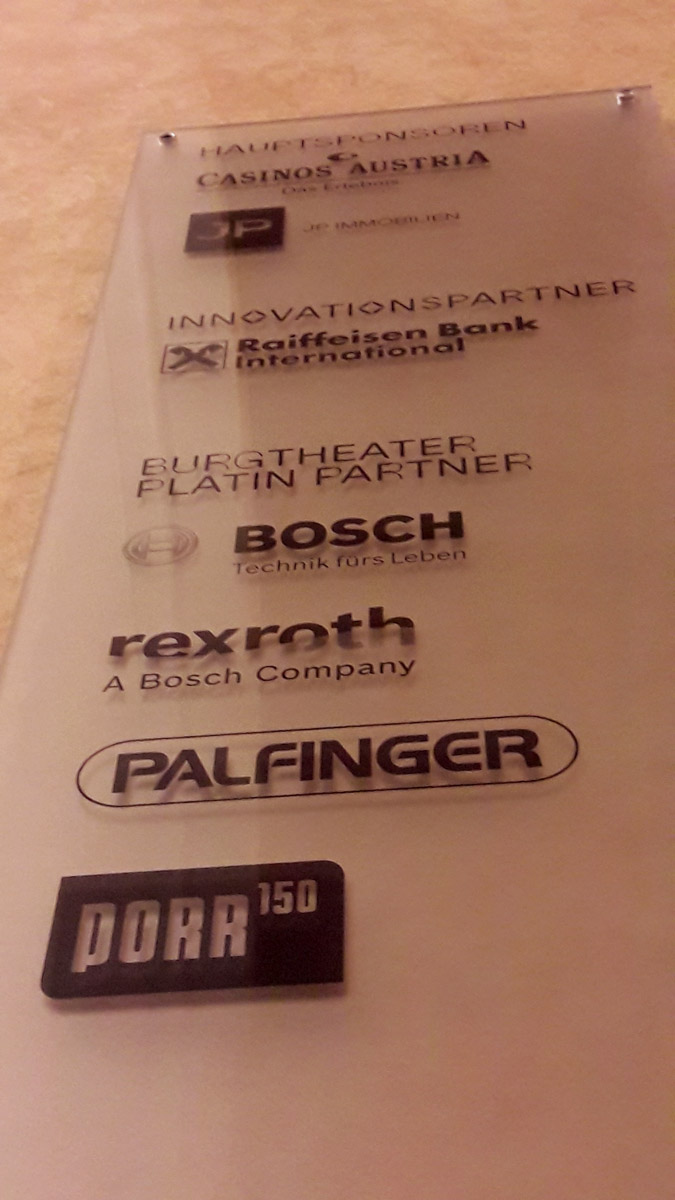 HAUPTSPONSOREN
CASINOS AUSTRIA
Das Erlebnis
JP JP IMMOBILIEN
INNOVATIONSPARTNER
Raiffeisen Bank
International
BURGTHEATER
PLATIN PARTNER
BOSCH
Technik fürs Leben
rexroth
A Bosch Company
PALFINGER
PORR 150